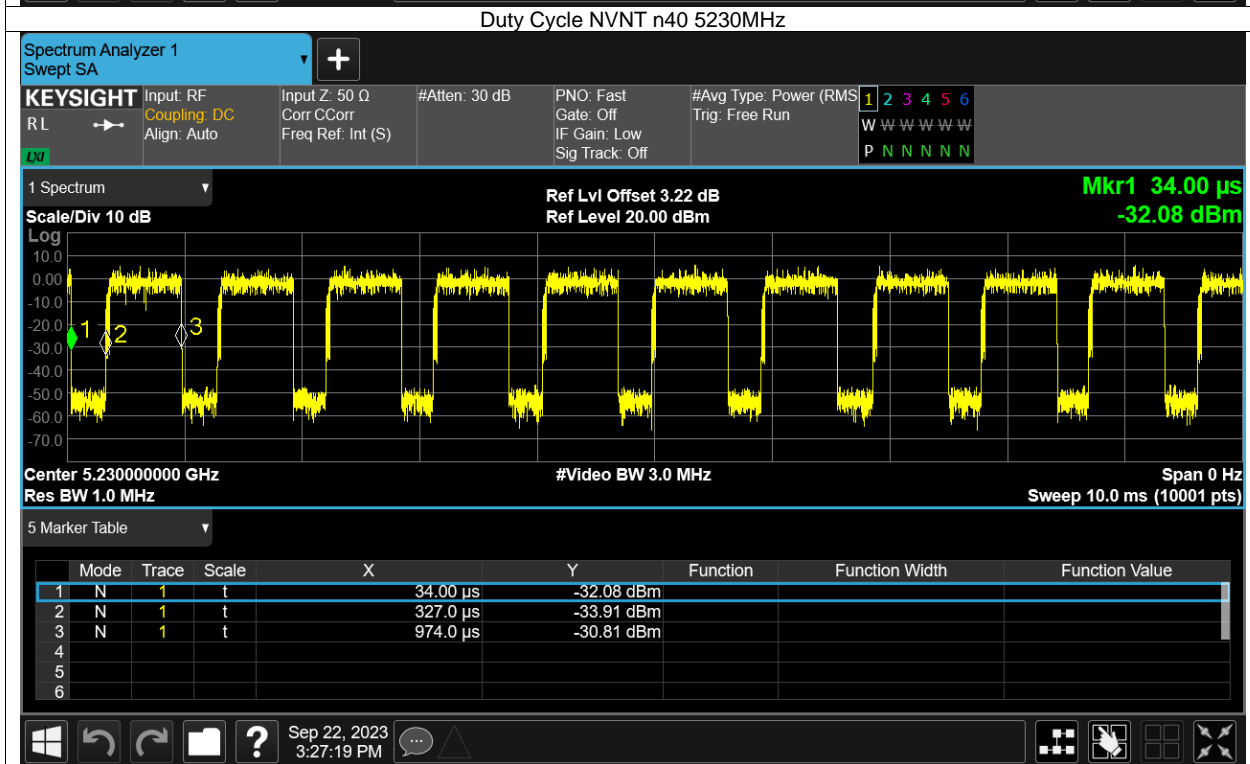 Duty Cycle NVNT n40 5230MHz
Spectrum Analyzer 1
Swept SA
KEYSIGHT
R L
LXI
Input: RF
Coupling: DC
Align: Auto
Input Z: 50 Ω
Corr CCorr
Freq Ref: Int (S)
#Atten: 30 dB
PNO: Fast
Gate: Off
IF Gain: Low
Sig Track: Off
#Avg Type: Power (RMS
Trig: Free Run
1 2 3 4 5 6
W W W W W W
P N N N N N
1 Spectrum
Scale/Div 10 dB
Ref Lvl Offset 3.22 dB
Ref Level 20.00 dBm
Mkr1 34.00 µs
-32.08 dBm
Log
10.0
0.00
-10.0
-20.0
-30.0
-40.0
-50.0
-60.0
-70.0
1
2
3
Center 5.230000000 GHz
#Video BW 3.0 MHz
Span 0 Hz
Res BW 1.0 MHz
Sweep 10.0 ms (10001 pts)
5 Marker Table
Mode Trace Scale X Y Function Function Width Function Value
1 N 1 t 34.00 µs -32.08 dBm
2 N 1 t 327.0 µs -33.91 dBm
3 N 1 t 974.0 µs -30.81 dBm
4
5
6
?
Sep 22, 2023
3:27:19 PM